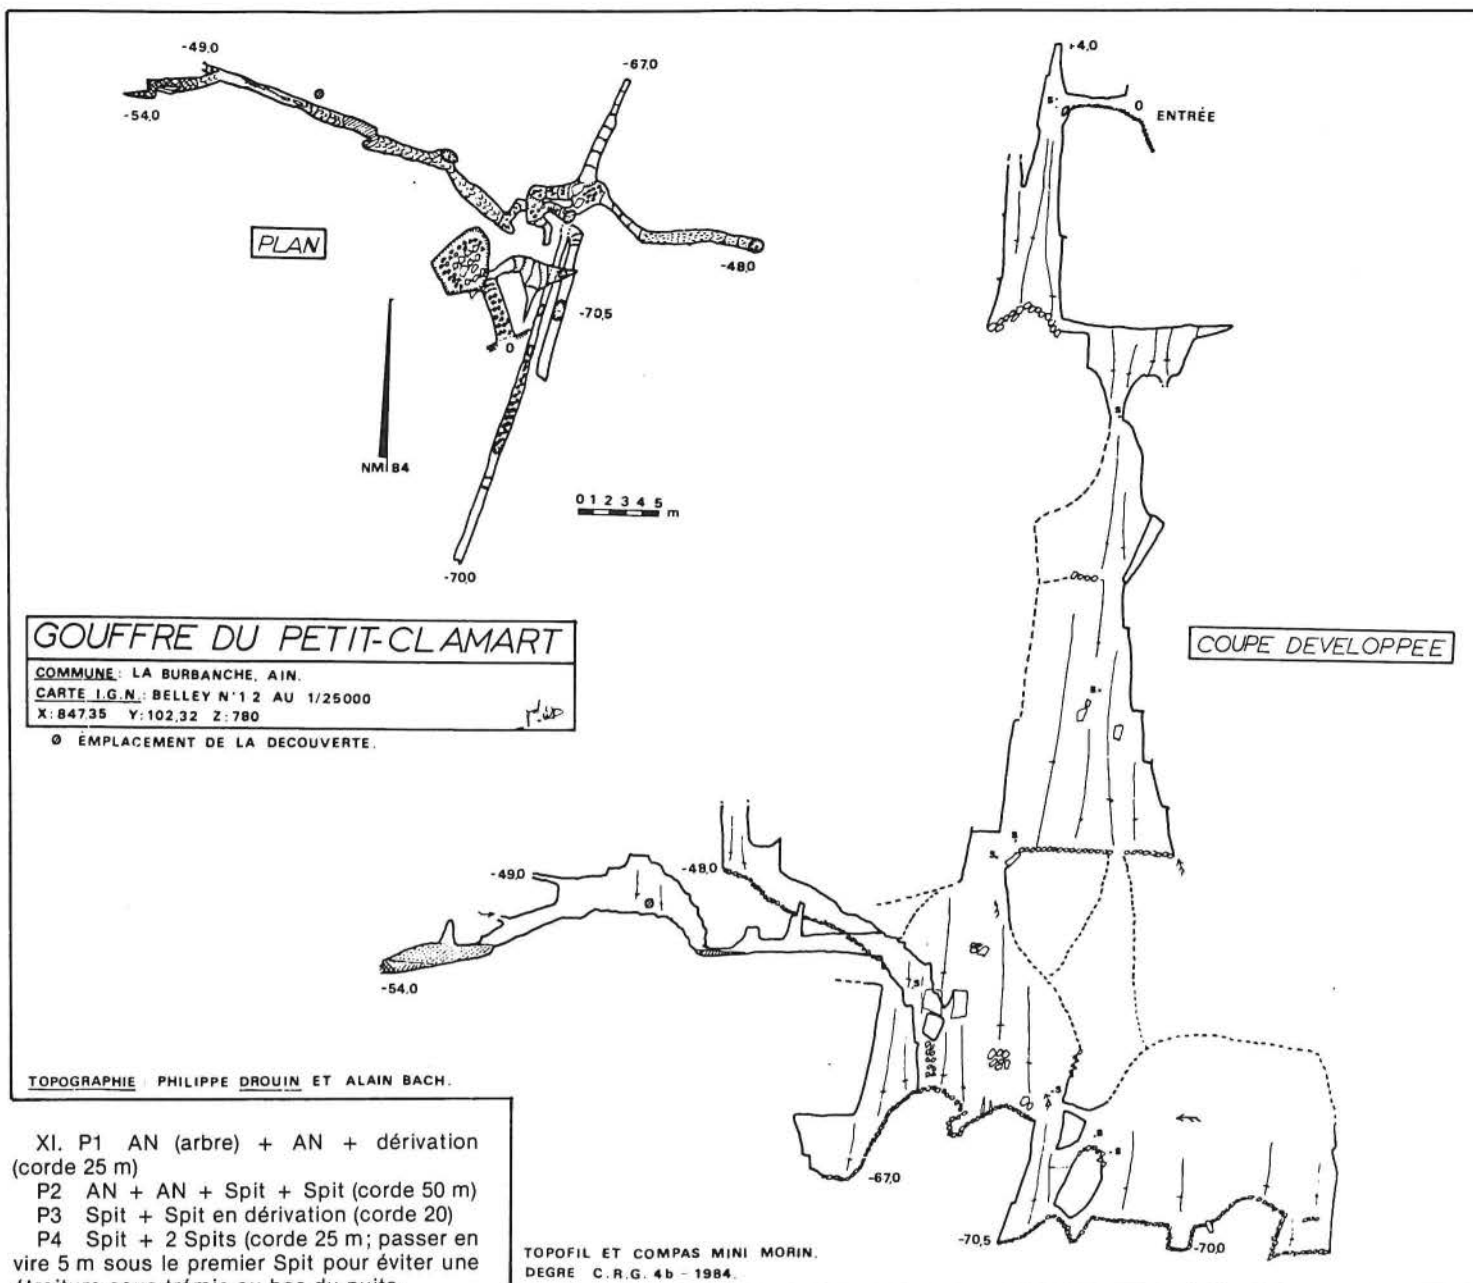 -49,0
-67,0
-54,0
PLAN
-48,0
-70,5
0
NM 84
0 1 2 3 4 5 m
-70,0
+4,0
S
0
ENTRÉE
S
GOUFFRE DU PETIT-CLAMART
COMMUNE: LA BURBANCHE, AIN.
CARTE I.G.N.: BELLEY N°1 2 AU 1/25000
X: 847,35 Y: 102,32 Z: 780
Ø EMPLACEMENT DE LA DECOUVERTE.
COUPE DEVELOPPEE
S
S
S
-49,0
-48,0
Ø
-54,0
S
S
S
S
-67,0
-70,5
-70,0
TOPOGRAPHIE PHILIPPE DROUIN ET ALAIN BACH.
XI. P1 AN (arbre) + AN + dérivation
(corde 25 m)
P2 AN + AN + Spit + Spit (corde 50 m)
P3 Spit + Spit en dérivation (corde 20)
P4 Spit + 2 Spits (corde 25 m; passer en
vire 5 m sous le premier Spit pour éviter une
TOPOFIL ET COMPAS MINI MORIN.
DEGRE C.R.G. 4b - 1984.